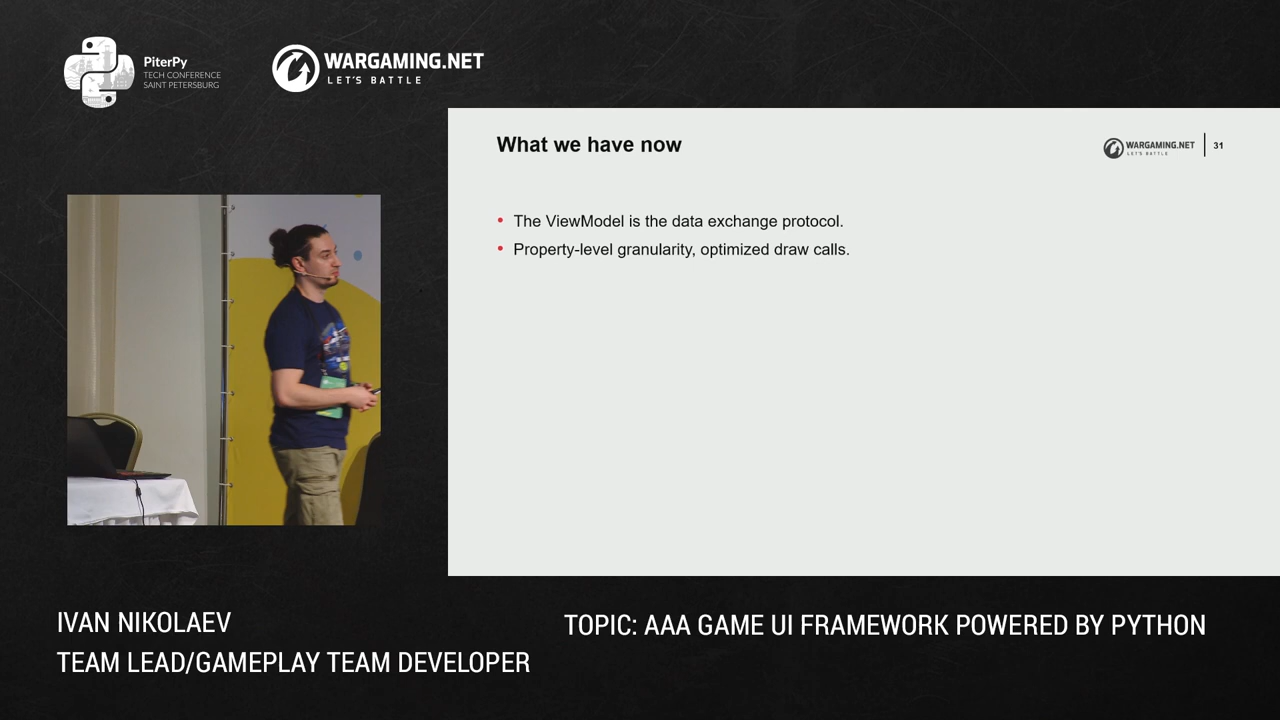 PiterPy
TECH CONFERENCE
SAINT PETERSBURG
WARGAMING.NET
LET'S BATTLE
What we have now
WARGAMING.NET
LET'S BATTLE
31
• The ViewModel is the data exchange protocol.
• Property-level granularity, optimized draw calls.
IVAN NIKOLAEV
TEAM LEAD/GAMEPLAY TEAM DEVELOPER
TOPIC: AAA GAME UI FRAMEWORK POWERED BY PYTHON